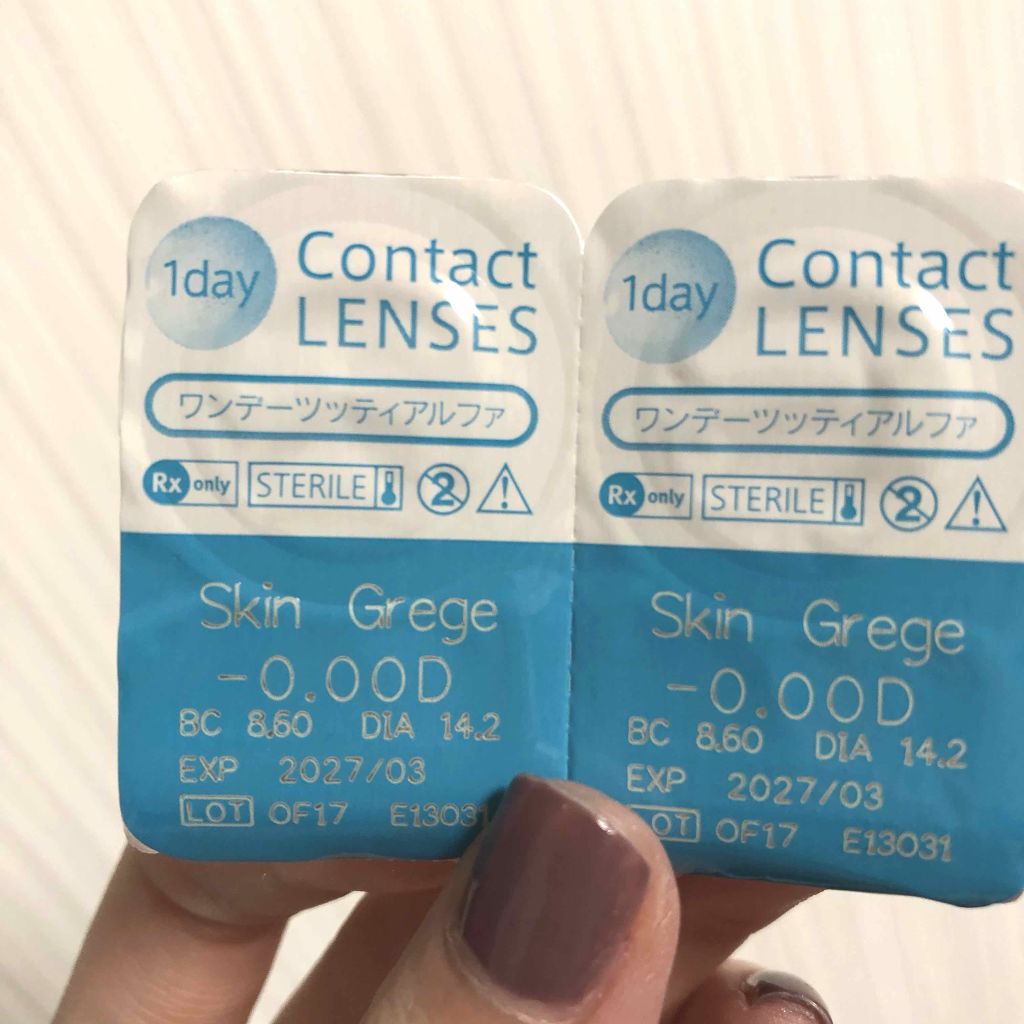 1day
Contact
LENSES
ワンデーツッティアルファ
Rx only STERILE 2
Skin Grege
-0.00D
BC 8.60 DIA 14.2
EXP 2027/03
LOT OF17 E13031
1day
Contact
LENSES
ワンデーツッティアルファ
Rx only STERILE 2
Skin Grege
-0.00D
BC 8.60 DIA 14.2
EXP 2027/03
LOT OF17 E13031